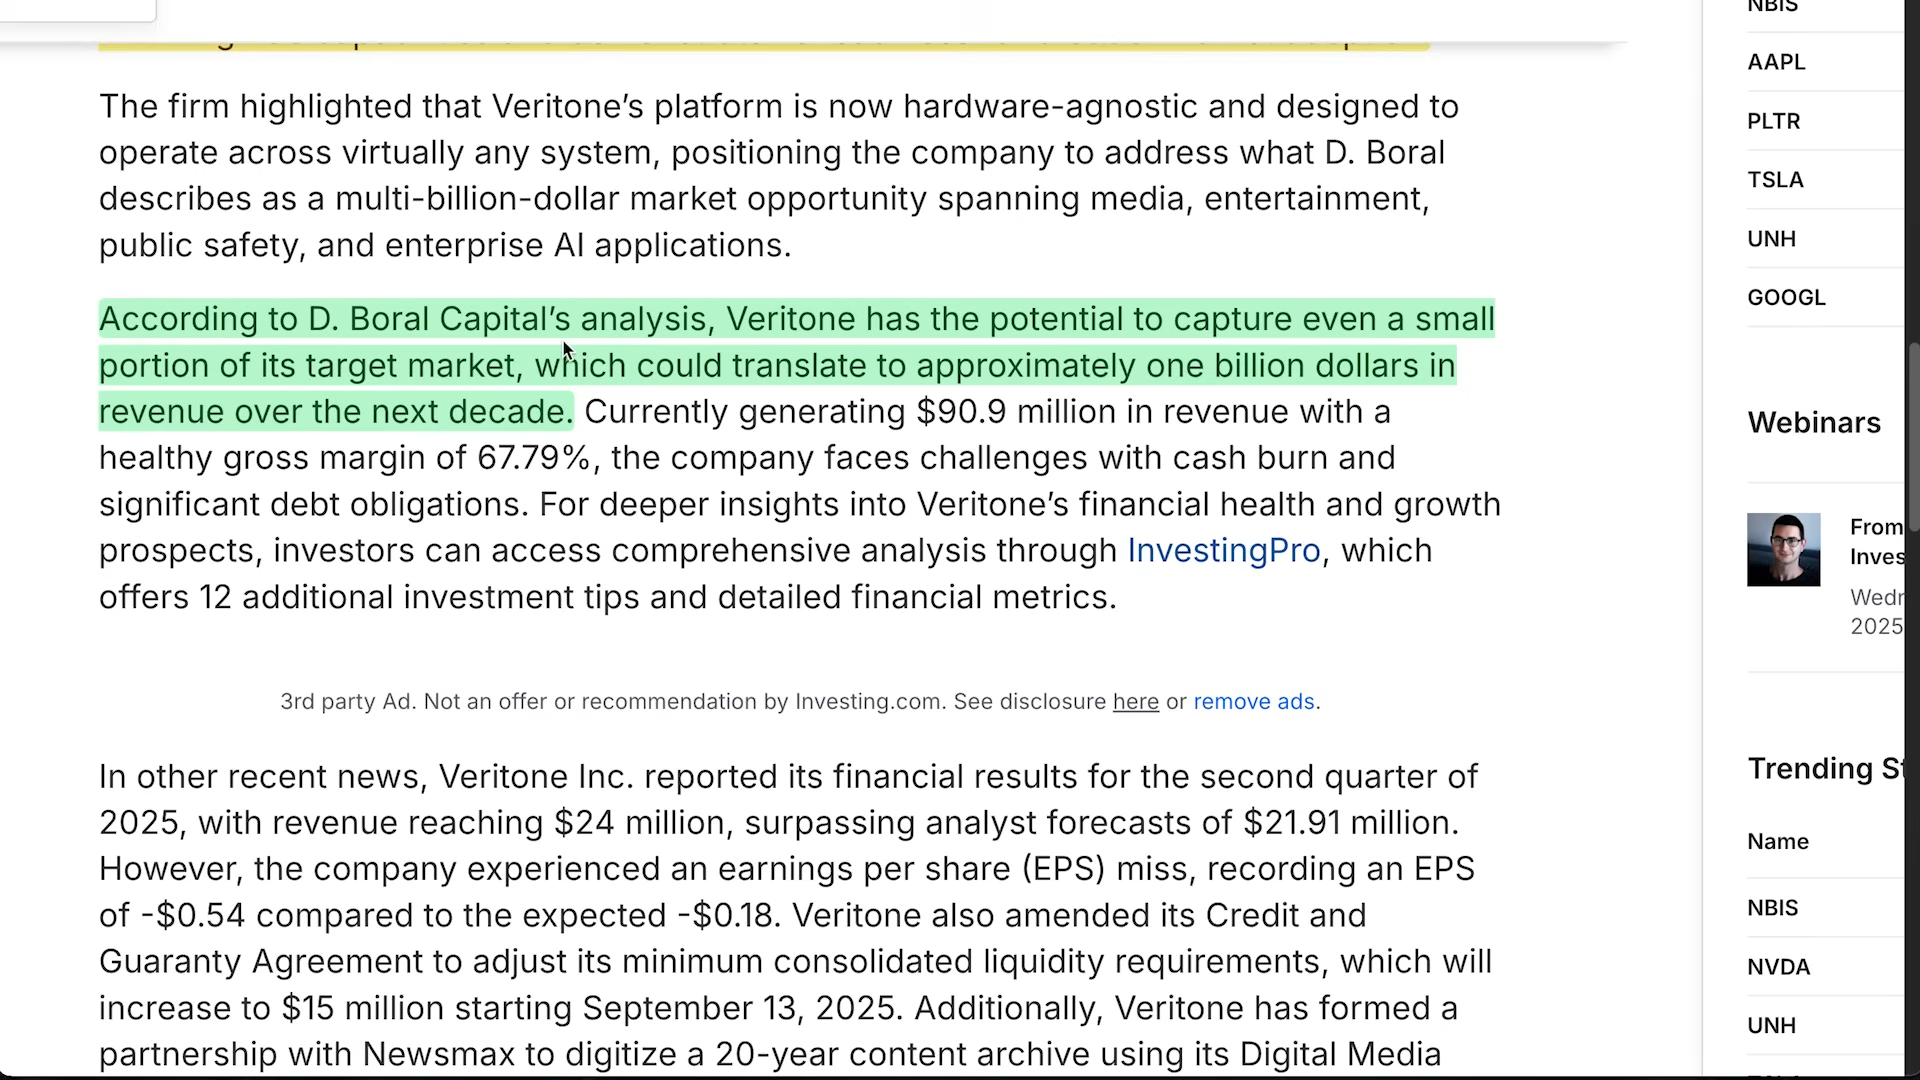 The firm highlighted that Veritone’s platform is now hardware-agnostic and designed to
operate across virtually any system, positioning the company to address what D. Boral
describes as a multi-billion-dollar market opportunity spanning media, entertainment,
public safety, and enterprise AI applications.
According to D. Boral Capital’s analysis, Veritone has the potential to capture even a small
portion of its target market, which could translate to approximately one billion dollars in
revenue over the next decade. Currently generating $90.9 million in revenue with a
healthy gross margin of 67.79%, the company faces challenges with cash burn and
significant debt obligations. For deeper insights into Veritone’s financial health and growth
prospects, investors can access comprehensive analysis through InvestingPro, which
offers 12 additional investment tips and detailed financial metrics.
3rd party Ad. Not an offer or recommendation by Investing.com. See disclosure here or remove ads.
In other recent news, Veritone Inc. reported its financial results for the second quarter of
2025, with revenue reaching $24 million, surpassing analyst forecasts of $21.91 million.
However, the company experienced an earnings per share (EPS) miss, recording an EPS
of -$0.54 compared to the expected -$0.18. Veritone also amended its Credit and
Guaranty Agreement to adjust its minimum consolidated liquidity requirements, which will
increase to $15 million starting September 13, 2025. Additionally, Veritone has formed a
partnership with Newsmax to digitize a 20-year content archive using its Digital Media
NBIS
AAPL
PLTR
TSLA
UNH
GOOGL
Webinars
From
Inves
Wedn
2025
Trending St
Name
NBIS
NVDA
UNH